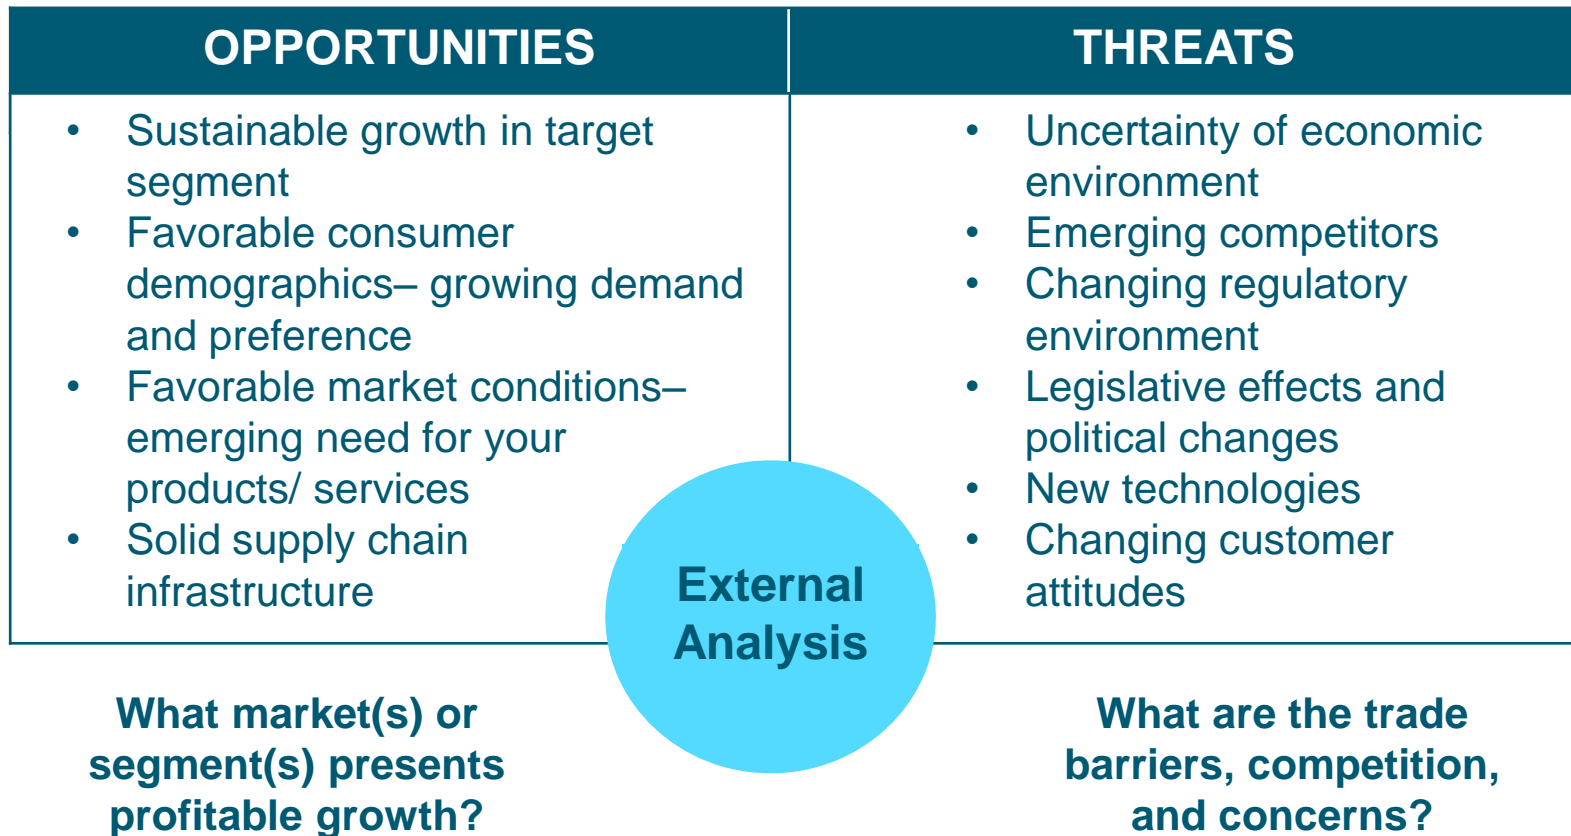 OPPORTUNITIES
THREATS
• Sustainable growth in target
segment
• Favorable consumer
demographics– growing demand
and preference
• Favorable market conditions–
emerging need for your
products/ services
• Solid supply chain
infrastructure
• Uncertainty of economic
environment
• Emerging competitors
• Changing regulatory
environment
• Legislative effects and
political changes
• New technologies
• Changing customer
attitudes
External
Analysis
What market(s) or
segment(s) presents
profitable growth?
What are the trade
barriers, competition,
and concerns?